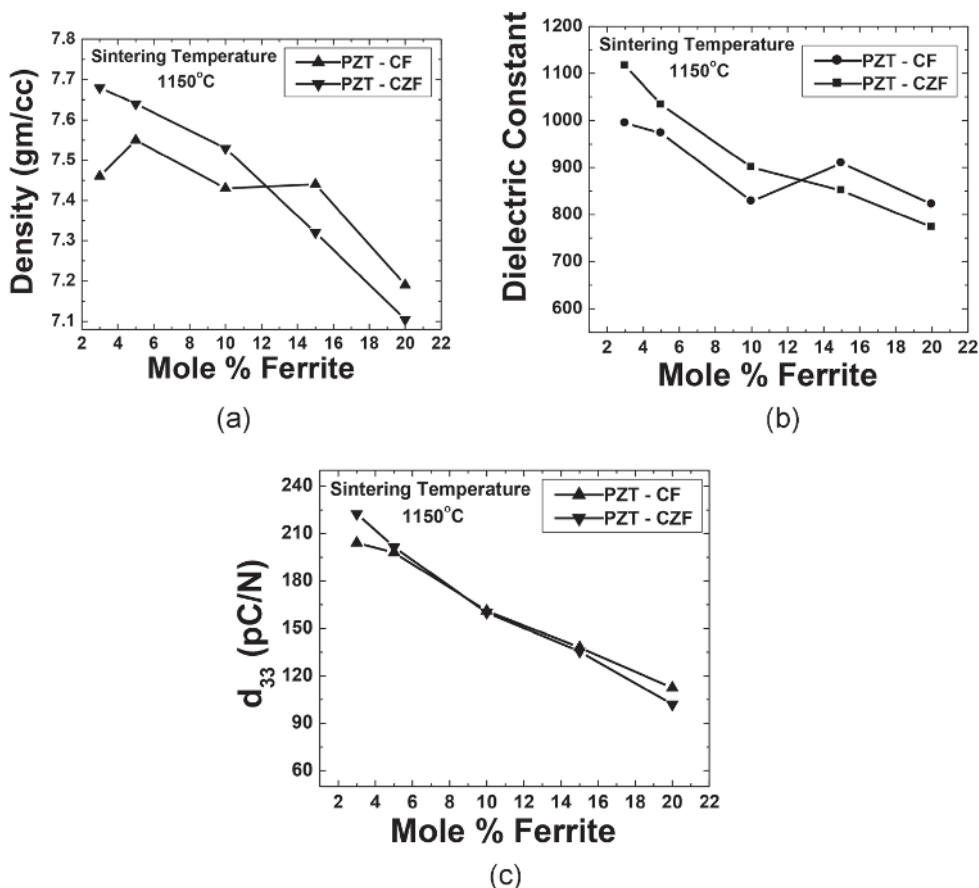 7.8
7.7
7.6
7.5
7.4
7.3
7.2
7.1
Density (gm/cc)
Sintering Temperature
1150°C
PZT - CF
PZT - CZF
2 4 6 8 10 12 14 16 18 20 22
Mole % Ferrite
(a)
1200
1100
1000
900
800
700
600
Dielectric Constant
Sintering Temperature
1150°C
PZT - CF
PZT - CZF
2 4 6 8 10 12 14 16 18 20 22
Mole % Ferrite
(b)
240
210
180
150
120
90
60
d₃₃ (pC/N)
Sintering Temperature
1150°C
PZT - CF
PZT - CZF
2 4 6 8 10 12 14 16 18 20 22
Mole % Ferrite
(c)